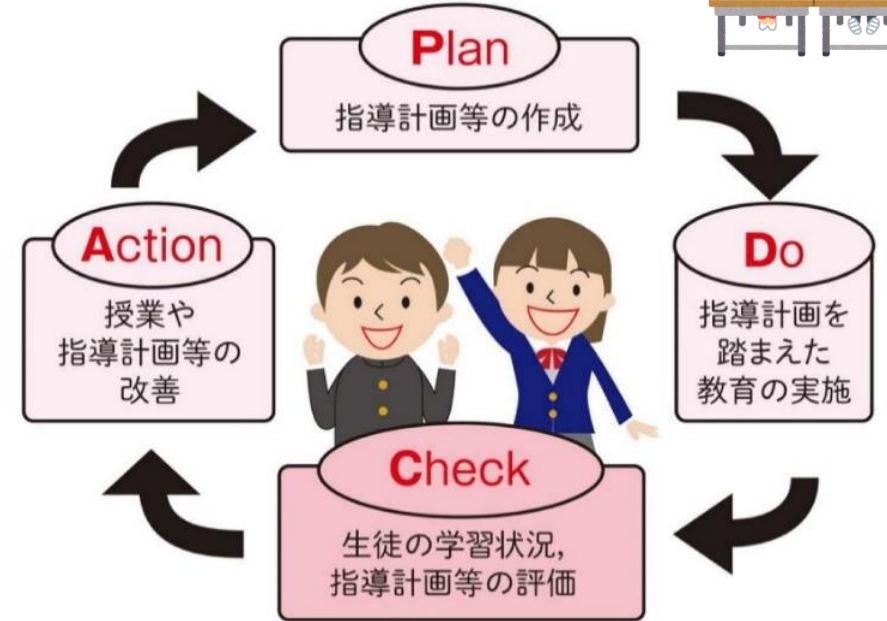 Plan
指導計画等の作成
Do
指導計画を
踏まえた
教育の実施
Check
生徒の学習状況,
指導計画等の評価
Action
授業や
指導計画等の
改善